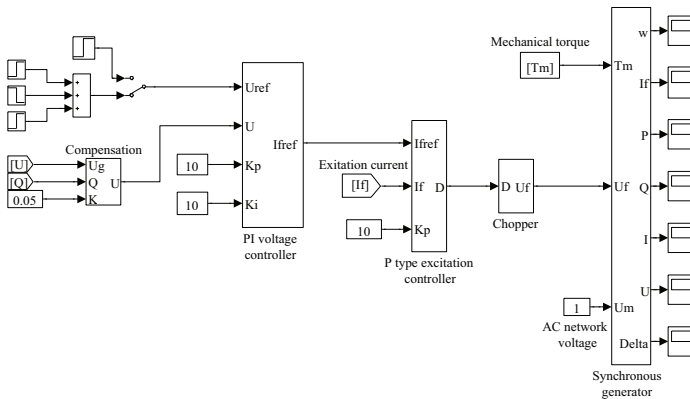 Mechanical torque
[Tm]
w
Tm
If
P
Uf
Q
I
U
Um
Delta
Synchronous
generator
1
AC network
voltage
+
+
+
Uref
U
Ifref
Kp
Ki
10
10
PI voltage
controller
Compensation
[U]
[Q]
0.05
Ug
Q
U
K
Exitation current
[If]
10
Ifref
If
D
Kp
P type excitation
controller
D
Uf
Chopper